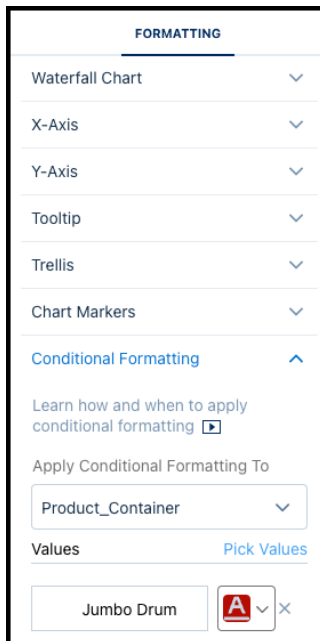 FORMATTING
Waterfall Chart
X-Axis
Y-Axis
Tooltip
Trellis
Chart Markers
Conditional Formatting
Learn how and when to apply
conditional formatting
Apply Conditional Formatting To
Product_Container
Values Pick Values
Jumbo Drum A